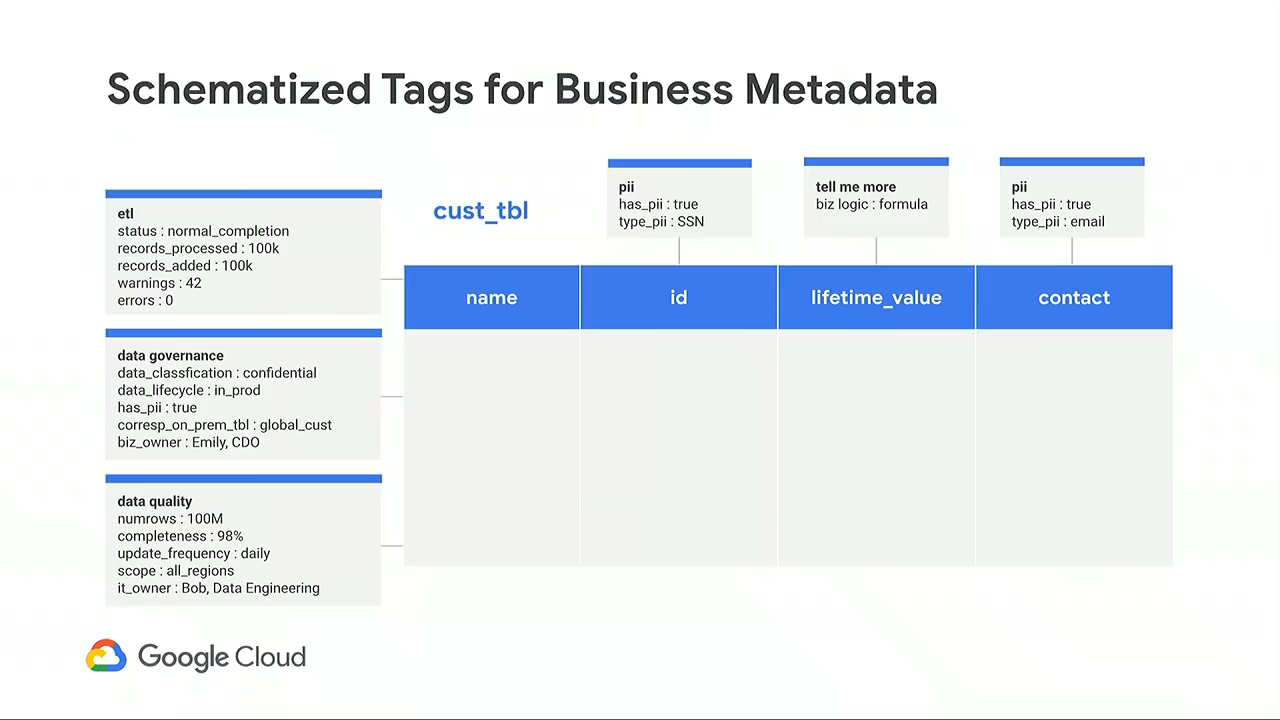 Schematized Tags for Business Metadata
etl
status : normal_completion
records_processed : 100k
records_added : 100k
warnings : 42
errors : 0
data governance
data_classfication : confidential
data_lifecycle : in_prod
has_pii : true
corresp_on_prem_tbl : global_cust
biz_owner : Emily, CDO
data quality
numrows : 100M
completeness : 98%
update_frequency : daily
scope : all_regions
it_owner : Bob, Data Engineering
cust_tbl
pii
has_pii : true
type_pii : SSN
tell me more
biz logic : formula
pii
has_pii : true
type_pii : email
name
id
lifetime_value
contact
Google Cloud